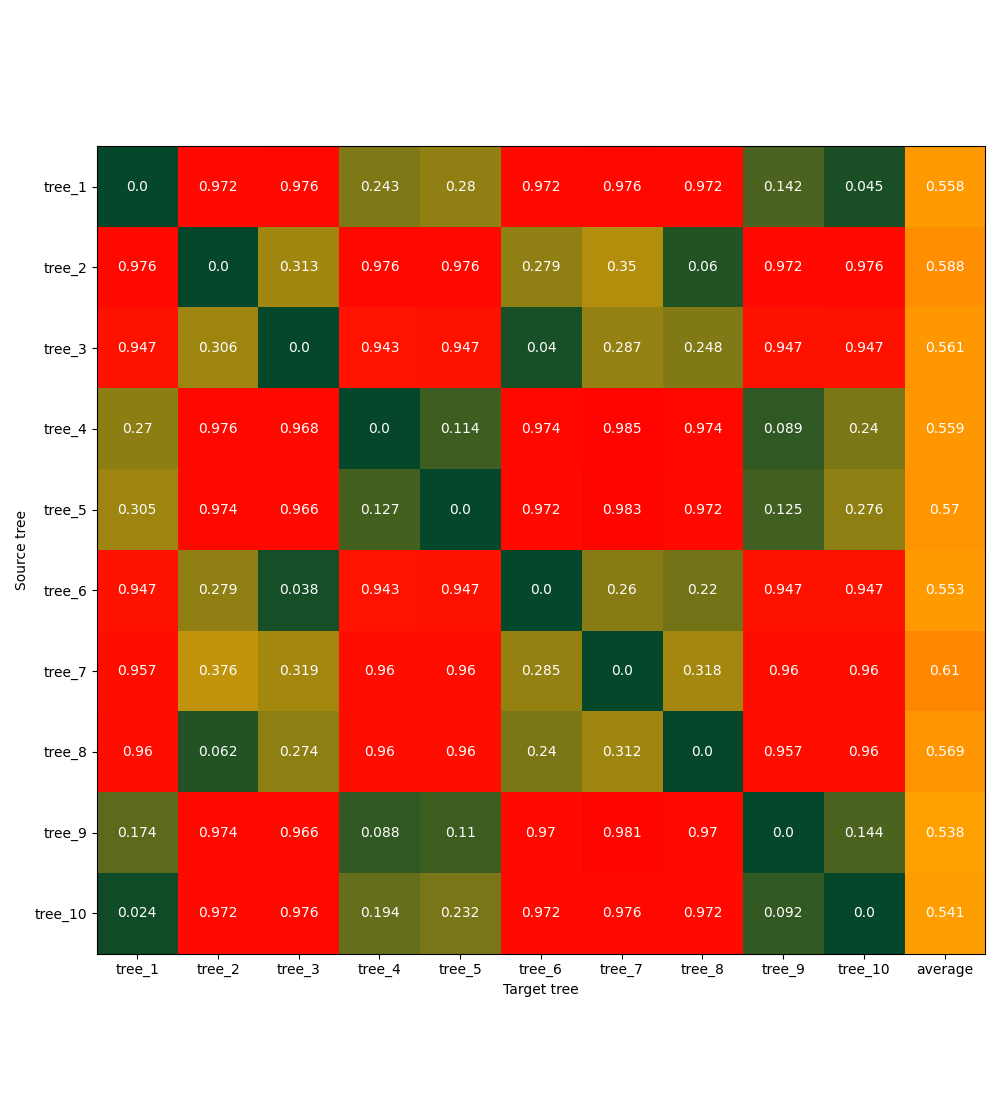 tree_1 0.0 0.972 0.976 0.243 0.28 0.972 0.976 0.972 0.142 0.045 0.558
tree_2 0.976 0.0 0.313 0.976 0.976 0.279 0.35 0.06 0.972 0.976 0.588
tree_3 0.947 0.306 0.0 0.943 0.947 0.04 0.287 0.248 0.947 0.947 0.561
tree_4 0.27 0.976 0.968 0.0 0.114 0.974 0.985 0.974 0.089 0.24 0.559
tree_5 0.305 0.974 0.966 0.127 0.0 0.972 0.983 0.972 0.125 0.276 0.57
Source tree
tree_6 0.947 0.279 0.038 0.943 0.947 0.0 0.26 0.22 0.947 0.947 0.553
tree_7 0.957 0.376 0.319 0.96 0.96 0.285 0.0 0.318 0.96 0.96 0.61
tree_8 0.96 0.062 0.274 0.96 0.96 0.24 0.312 0.0 0.957 0.96 0.569
tree_9 0.174 0.974 0.966 0.088 0.11 0.97 0.981 0.97 0.0 0.144 0.538
tree_10 0.024 0.972 0.976 0.194 0.232 0.972 0.976 0.972 0.092 0.0 0.541
tree_1 tree_2 tree_3 tree_4 tree_5 tree_6 tree_7 tree_8 tree_9 tree_10 average
Target tree